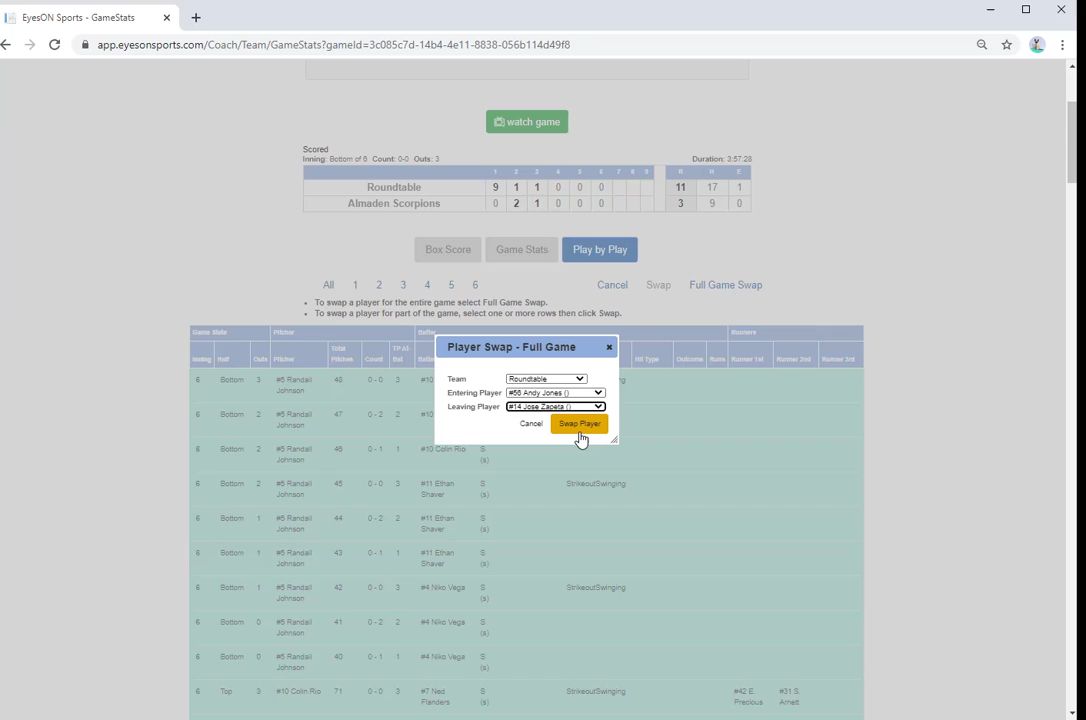 EyesON Sports - GameStats
app.eyesonsports.com/Coach/Team/GameStats?gameId=3c085c7d-14b4-4e11-8838-056b114d49f8
watch game
Scored
Inning: Bottom of 6 Count: 0-0 Outs: 3 Duration: 3:57:28
1 2 3 4 5 6 7 8 9 R H E
Roundtable 9 1 1 0 0 0 11 17 1
Almaden Scorpions 0 2 1 0 0 0 3 9 0
Box Score Game Stats Play by Play
All 1 2 3 4 5 6 Cancel Swap Full Game Swap
• To swap a player for the entire game select Full Game Swap.
• To swap a player for part of the game, select one or more rows then click Swap.
Game State Pitcher Batter Runners
Inning Half Outs Pitcher Total Pitches Count TP At-Bat Hit Type Outcome Runs Runner 1st Runner 2nd Runner 3rd
Player Swap - Full Game ×
Team Roundtable
Entering Player #56 Andy Jones ()
Leaving Player #14 Jose Zapeta ()
Cancel Swap Player
6 Bottom 3 #5 Randall Johnson 48 0 - 0 3 #10
6 Bottom 2 #5 Randall Johnson 47 0 - 2 2 #10
6 Bottom 2 #5 Randall Johnson 46 0 - 1 1 #10 Colin Rio S (s)
6 Bottom 2 #5 Randall Johnson 45 0 - 0 3 #11 Ethan Shaver S (s) StrikeoutSwinging
6 Bottom 1 #5 Randall Johnson 44 0 - 2 2 #11 Ethan Shaver S (s)
6 Bottom 1 #5 Randall Johnson 43 0 - 1 1 #11 Ethan Shaver S (s)
6 Bottom 1 #5 Randall Johnson 42 0 - 0 3 #4 Niko Vega S (s) StrikeoutSwinging
6 Bottom 0 #5 Randall Johnson 41 0 - 2 2 #4 Niko Vega S (s)
6 Bottom 0 #5 Randall Johnson 40 0 - 1 1 #4 Niko Vega S (s)
6 Top 3 #10 Colin Rio 71 0 - 0 3 #7 Ned Flanders S (s) StrikeoutSwinging #42 E. Precious #31 S. Arnett